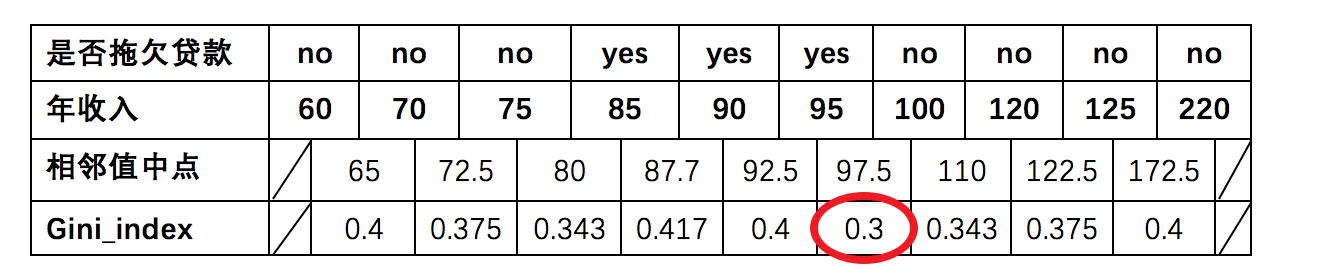 是否拖欠贷款 no no no yes yes yes no no no no
年收入 60 70 75 85 90 95 100 120 125 220
相邻值中点 65 72.5 80 87.7 92.5 97.5 110 122.5 172.5
Gini_index 0.4 0.375 0.343 0.417 0.4 0.3 0.343 0.375 0.4